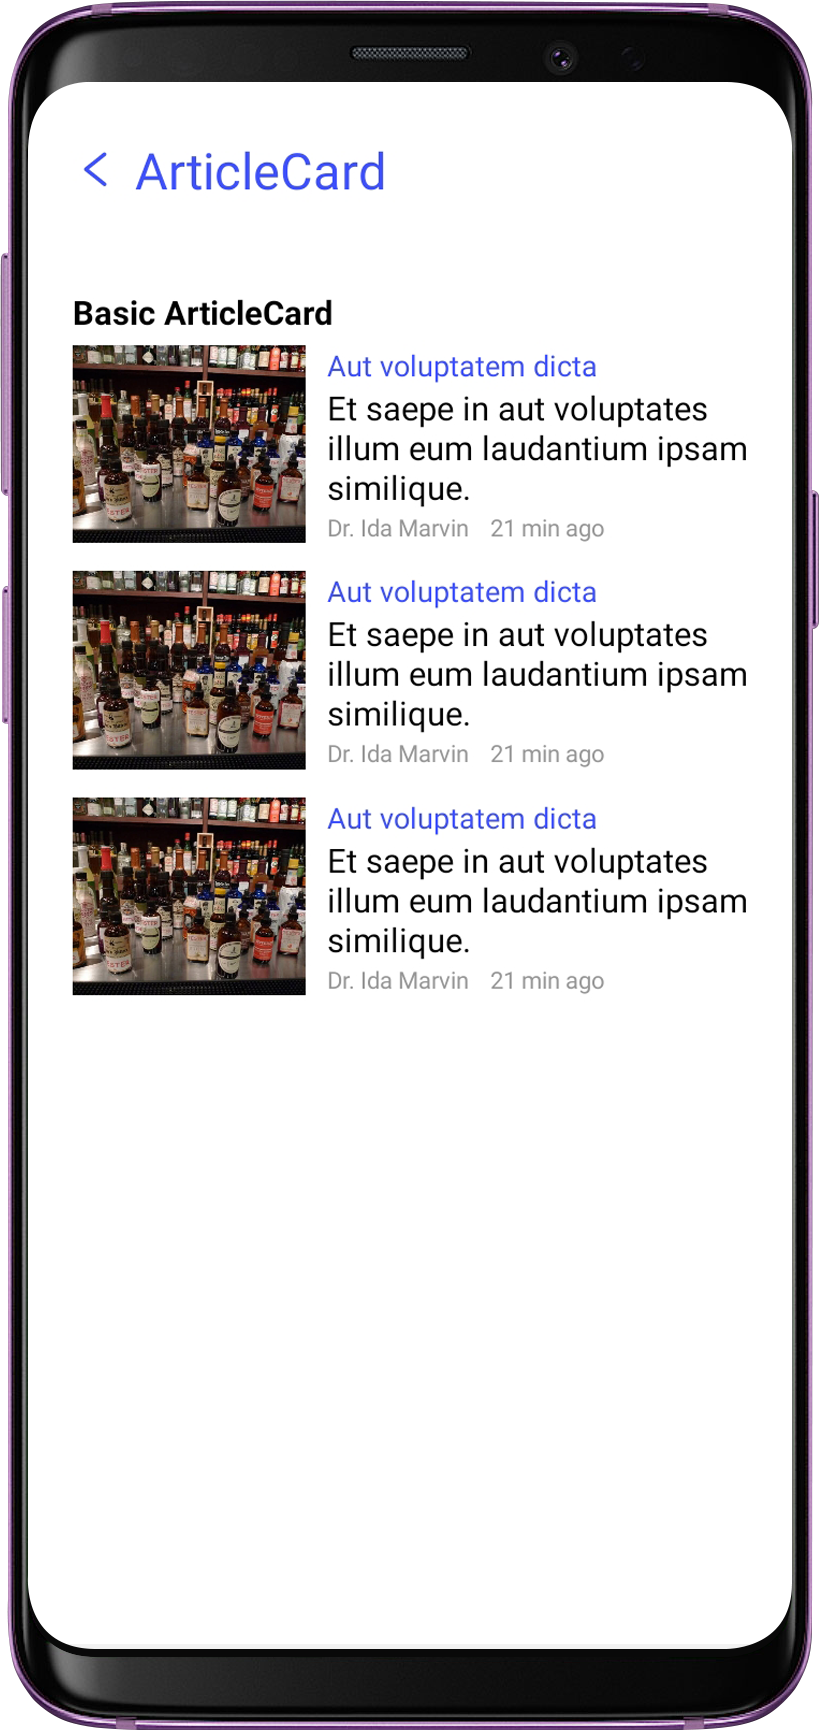 ArticleCard
Basic ArticleCard
Aut voluptatem dicta
Et saepe in aut voluptates
illum eum laudantium ipsam
similique.
Dr. Ida Marvin 21 min ago
Aut voluptatem dicta
Et saepe in aut voluptates
illum eum laudantium ipsam
similique.
Dr. Ida Marvin 21 min ago
Aut voluptatem dicta
Et saepe in aut voluptates
illum eum laudantium ipsam
similique.
Dr. Ida Marvin 21 min ago